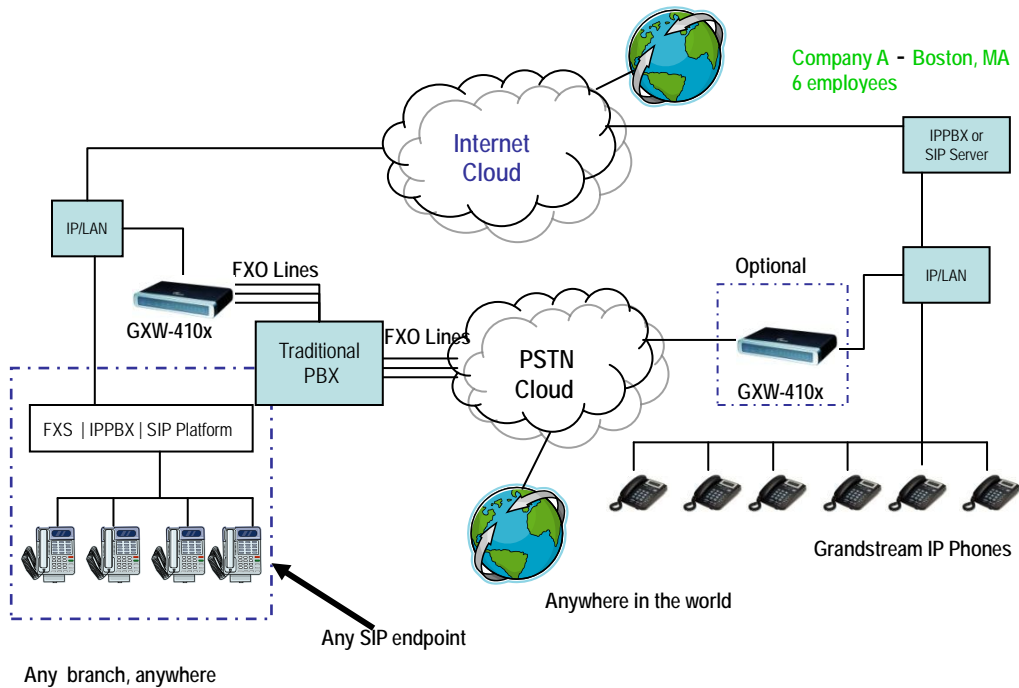 Company A - Boston, MA
6 employees
Internet
Cloud
IPPBX or
SIP Server
IP/LAN
FXO Lines
GXW-410x
Optional
IP/LAN
Traditional
PBX
FXO Lines
PSTN
Cloud
GXW-410x
FXS | IPPBX | SIP Platform
Grandstream IP Phones
Anywhere in the world
Any SIP endpoint
Any branch, anywhere